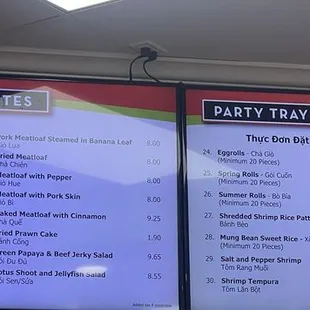 TES
PARTY TRAY
Thực Đơn Đặt
Pork Meatloaf Steamed in Banana Leaf 8.00
Giò Lụa
Fried Meatloaf 8.00
Chả Chiên
Meatloaf with Pepper 8.00
Giò Huế
Meatloaf with Pork Skin 8.00
Giò Bì
Baked Meatloaf with Cinnamon 9.25
Chả Quế
Fried Prawn Cake 1.90
Bánh Cống
Green Papaya & Beef Jerky Salad 9.65
Gỏi Đu Đủ
Lotus Shoot and Jellyfish Salad 8.55
Gỏi Sen/Sứa
24. Eggrolls - Chả Giò
(Minimum 20 Pieces)
25. Spring Rolls - Gỏi Cuốn
(Minimum 20 Pieces)
26. Summer Rolls - Bò Bía
(Minimum 20 Pieces)
27. Shredded Shrimp Rice Patt
Bánh Bèo
28. Mung Bean Sweet Rice - X
(Minimum 20 Pieces)
29. Salt and Pepper Shrimp
Tôm Rang Muối
30. Shrimp Tempura
Tôm Lăn Bột